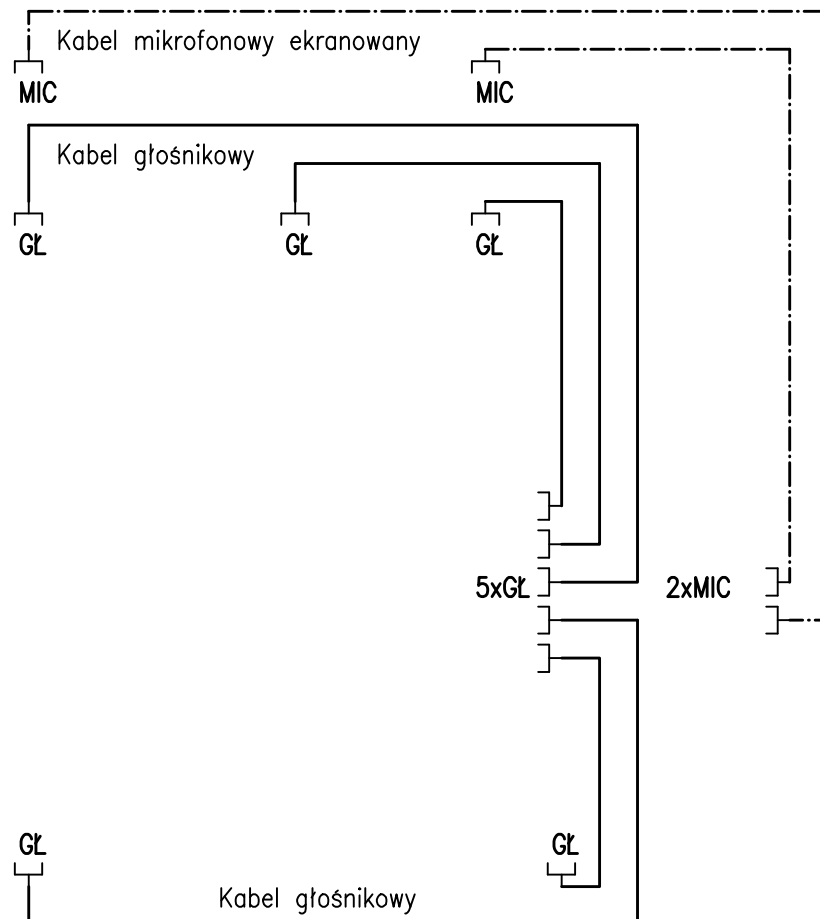 Kabel mikrofonowy ekranowany
MIC
MIC
Kabel głośnikowy
GŁ
GŁ
GŁ
5xGŁ
2xMIC
GŁ
GŁ
Kabel głośnikowy